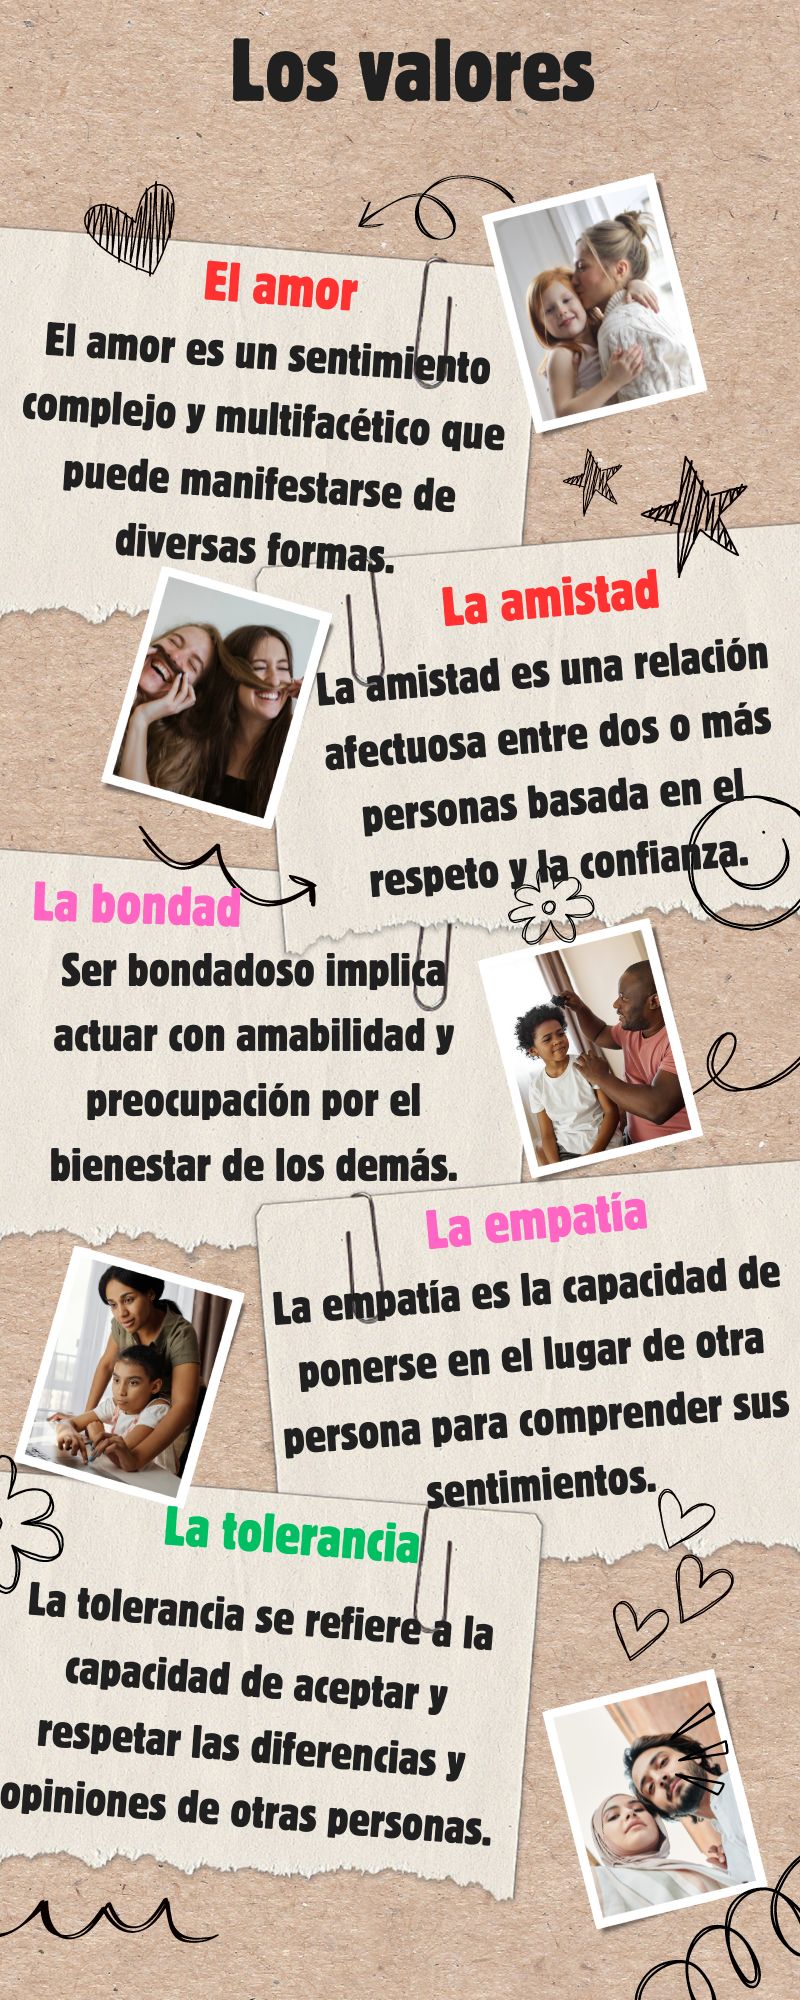 Los valores
El amor
El amor es un sentimiento
complejo y multifacético que
puede manifestarse de
diversas formas.
La amistad
La amistad es una relación
afectuosa entre dos o más
personas basada en el
respeto y la confianza.
La bondad
Ser bondadoso implica
actuar con amabilidad y
preocupación por el
bienestar de los demás.
La empatía
La empatía es la capacidad de
ponerse en el lugar de otra
persona para comprender sus
sentimientos.
La tolerancia
La tolerancia se refiere a la
capacidad de aceptar y
respetar las diferencias y
opiniones de otras personas.